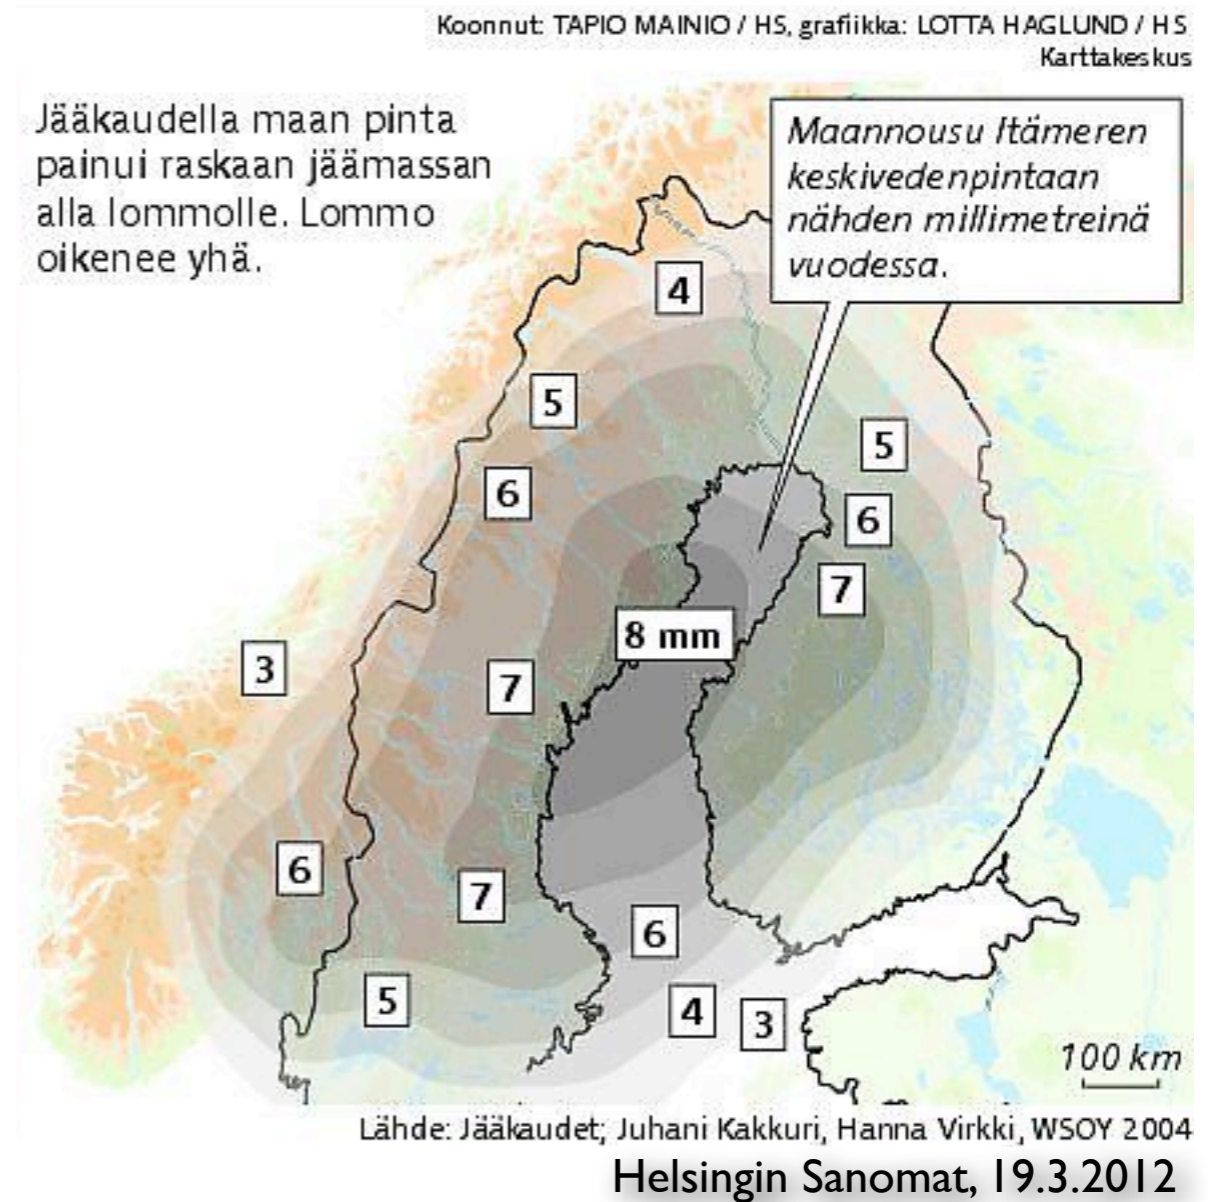 Koonnut: TAPIO MAINIO / HS, grafiikka: LOTTA HAGLUND / HS
Karttakeskus
Jääkaudella maan pinta
painui raskaan jäämassan
alla lommolle. Lommo
oikenee yhä.
Maannousu Itämeren
keskivedenpintaan
nähden millimetreinä
vuodessa.
4
5
5
6
6
7
8 mm
3
7
6
7
6
5
4
3
100 km
Lähde: Jääkaudet; Juhani Kakkuri, Hanna Virkki, WSOY 2004
Helsingin Sanomat, 19.3.2012